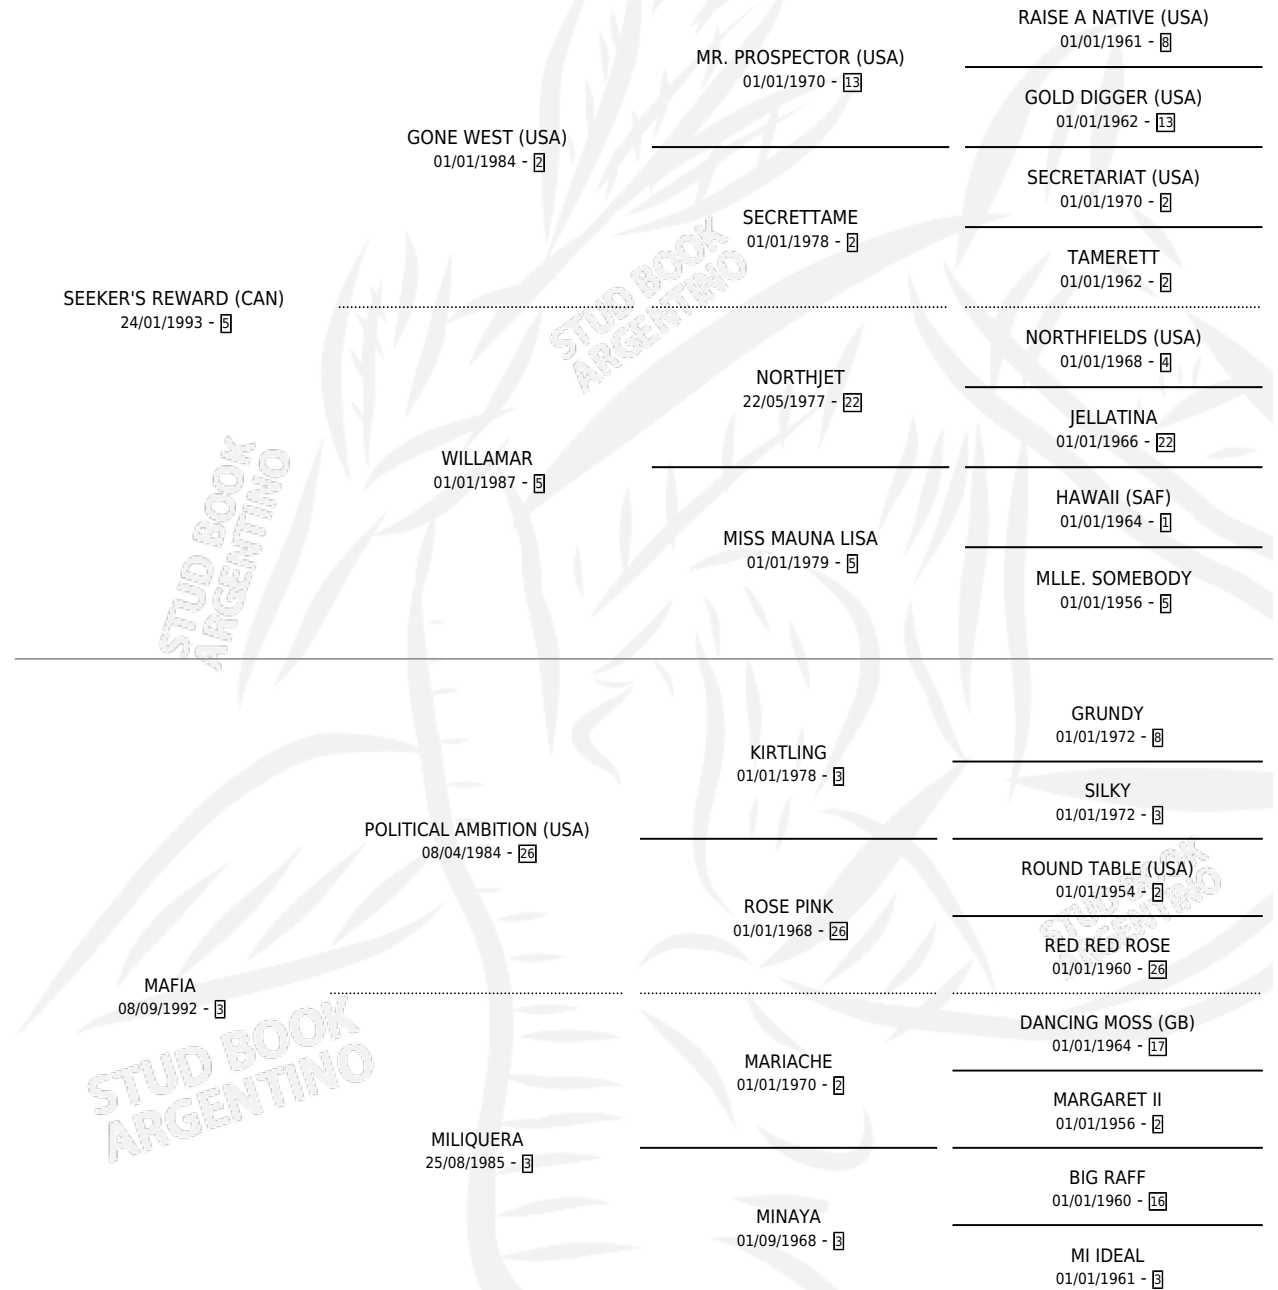 RAISE A NATIVE (USA)
01/01/1961 - 8
MR. PROSPECTOR (USA)
01/01/1970 - 13
GOLD DIGGER (USA)
01/01/1962 - 13
GONE WEST (USA)
01/01/1984 - 2
SECRETARIAT (USA)
01/01/1970 - 2
SECRETTAME
01/01/1978 - 2
TAMERETT
01/01/1962 - 2
SEEKER'S REWARD (CAN)
24/01/1993 - 5
NORTHFIELDS (USA)
01/01/1968 - 4
NORTHJET
22/05/1977 - 22
JELLATINA
01/01/1966 - 22
WILLAMAR
01/01/1987 - 5
HAWAII (SAF)
01/01/1964 - 1
MISS MAUNA LISA
01/01/1979 - 5
MLLE. SOMEBODY
01/01/1956 - 5
STUD BOOK
ARGENTINO
STUD BOOK
ARGENTINO
GRUNDY
01/01/1972 - 8
KIRTLING
01/01/1978 - 3
SILKY
01/01/1972 - 3
POLITICAL AMBITION (USA)
08/04/1984 - 26
ROUND TABLE (USA)
01/01/1954 - 2
ROSE PINK
01/01/1968 - 26
RED RED ROSE
01/01/1960 - 26
STUD BOOK
ARGENTINO
MAFIA
08/09/1992 - 3
DANCING MOSS (GB)
01/01/1964 - 17
MARIACHE
01/01/1970 - 2
MARGARET II
01/01/1956 - 2
MILIQUERA
25/08/1985 - 3
BIG RAFF
01/01/1960 - 16
MINAYA
01/09/1968 - 3
MI IDEAL
01/01/1961 - 3
STUD BOOK
ARGENTINO